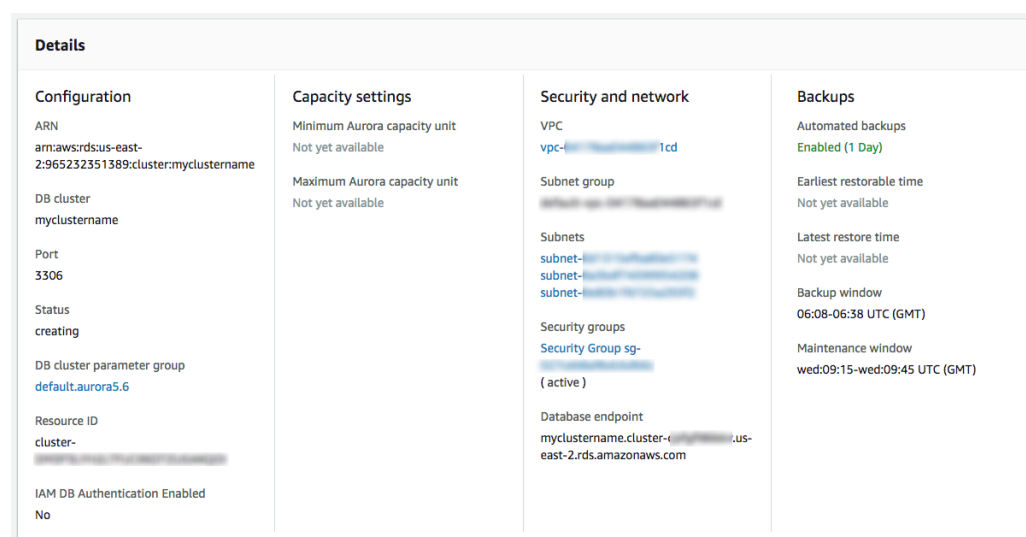 Details
Configuration
ARN
arn:aws:rds:us-east-
2:965232351389:cluster:myclustername
DB cluster
myclustername
Port
3306
Status
creating
DB cluster parameter group
default.aurora5.6
Resource ID
cluster-
IAM DB Authentication Enabled
No
Capacity settings
Minimum Aurora capacity unit
Not yet available
Maximum Aurora capacity unit
Not yet available
Security and network
VPC
vpc- 1cd
Subnet group
Subnets
subnet-
subnet-
subnet-
Security groups
Security Group sg-
( active )
Database endpoint
myclustername.cluster- .us-
east-2.rds.amazonaws.com
Backups
Automated backups
Enabled (1 Day)
Earliest restorable time
Not yet available
Latest restore time
Not yet available
Backup window
06:08-06:38 UTC (GMT)
Maintenance window
wed:09:15-wed:09:45 UTC (GMT)